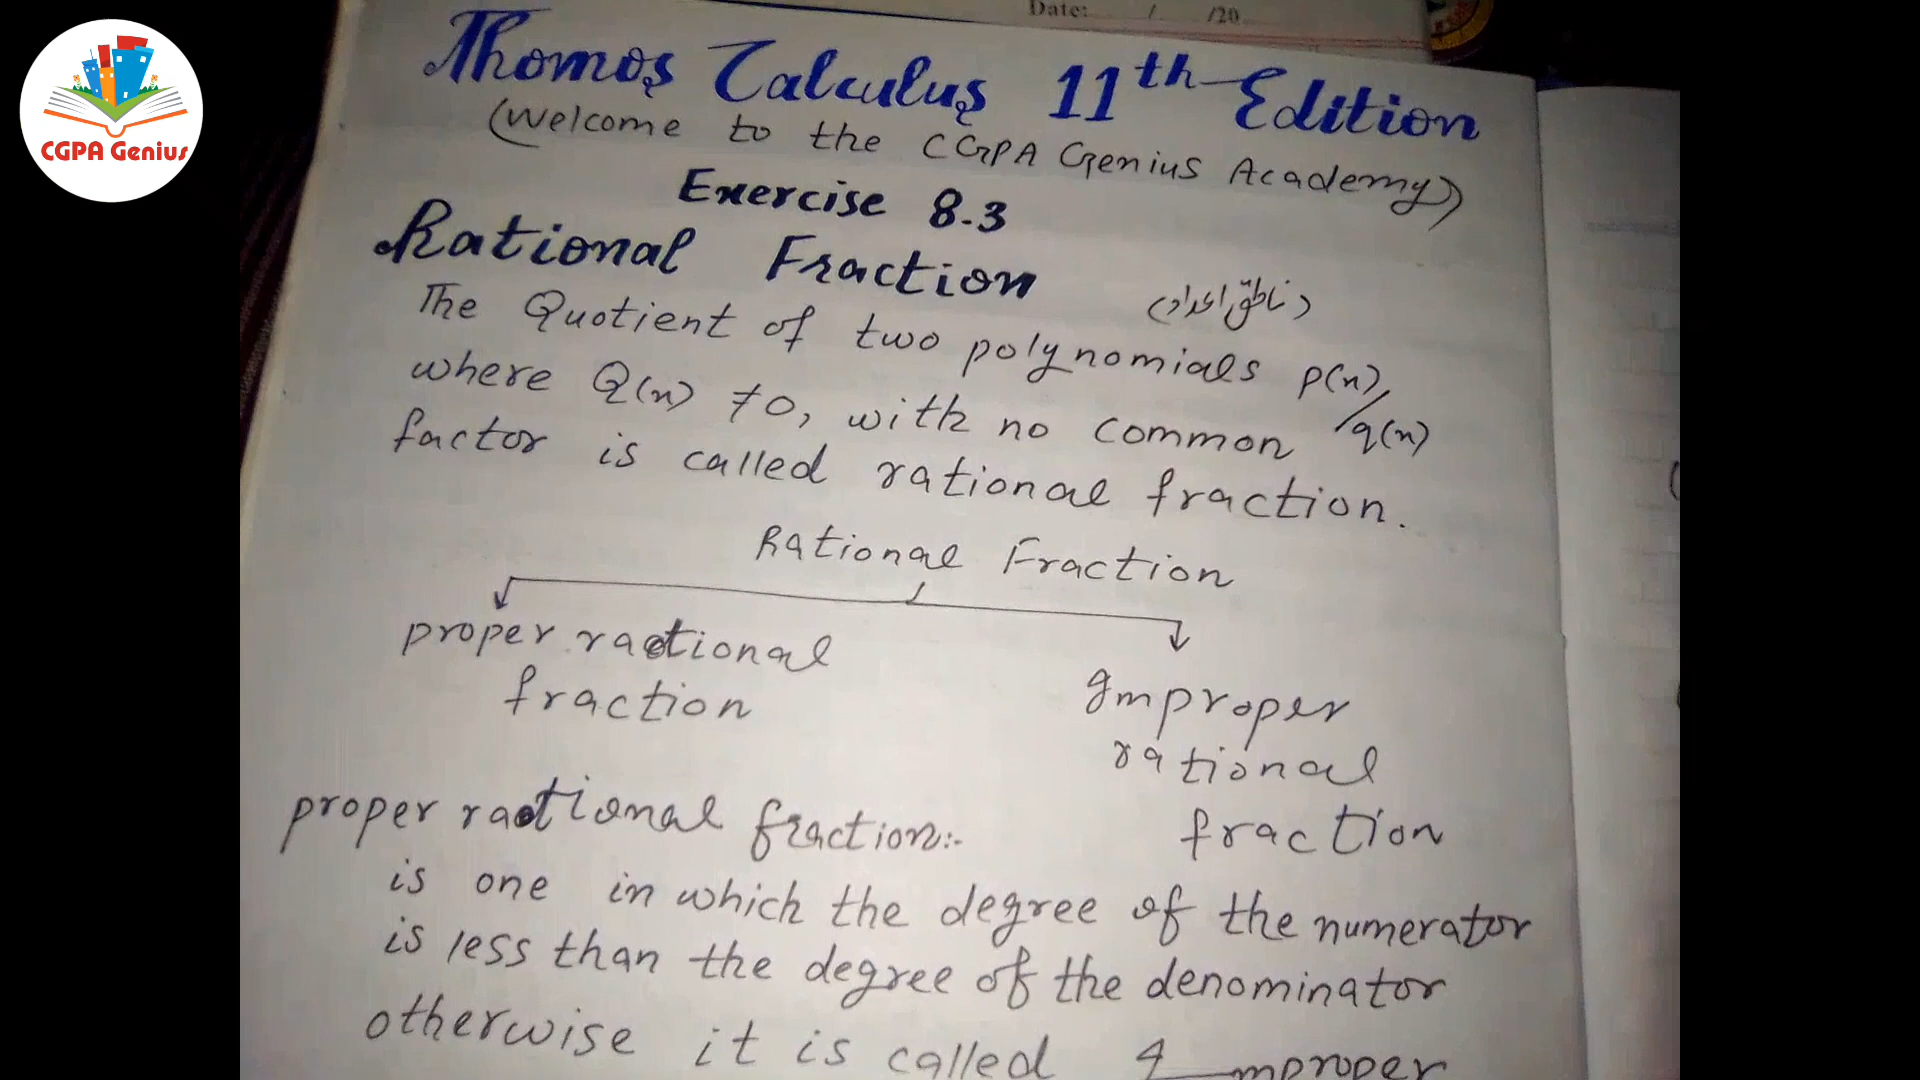 CGPA Genius
Date: / /20
Thomas Calculus 11th Edition
(Welcome to the CGPA Genius Academy)
Exercise 8.3
Rational Fraction
(ناطق اعداد)
The Quotient of two polynomials p(x)/q(x)
where Q(x) ≠0, with no common
factor is called rational fraction.
Rational Fraction
proper rational
fraction
Improper
rational
fraction
proper rational fraction:-
is one in which the degree of the numerator
is less than the degree of the denominator
otherwise it is called Improper